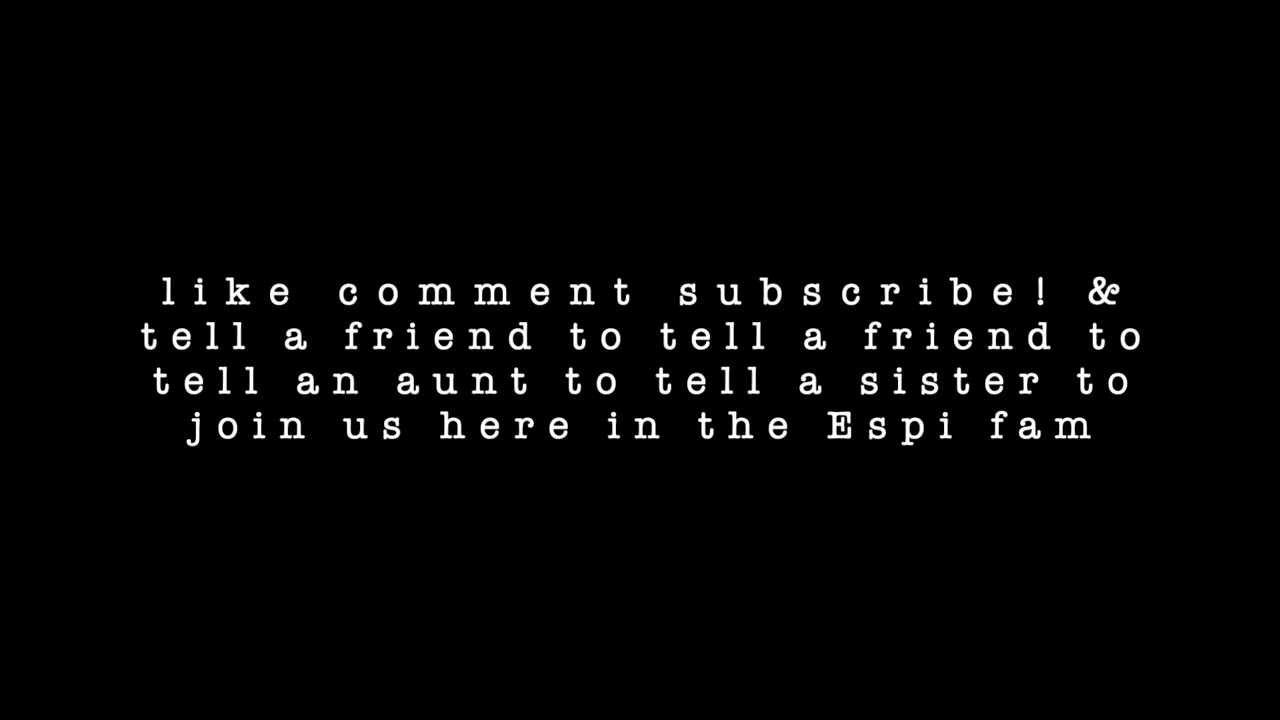 like comment subscribe! &
tell a friend to tell a friend to
tell an aunt to tell a sister to
join us here in the Espi fam